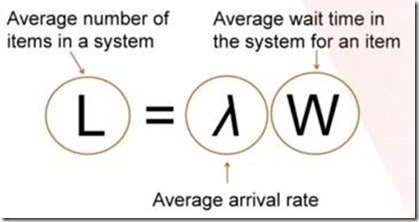 Average number of
items in a system
Average wait time in
the system for an item
L = λ W
Average arrival rate